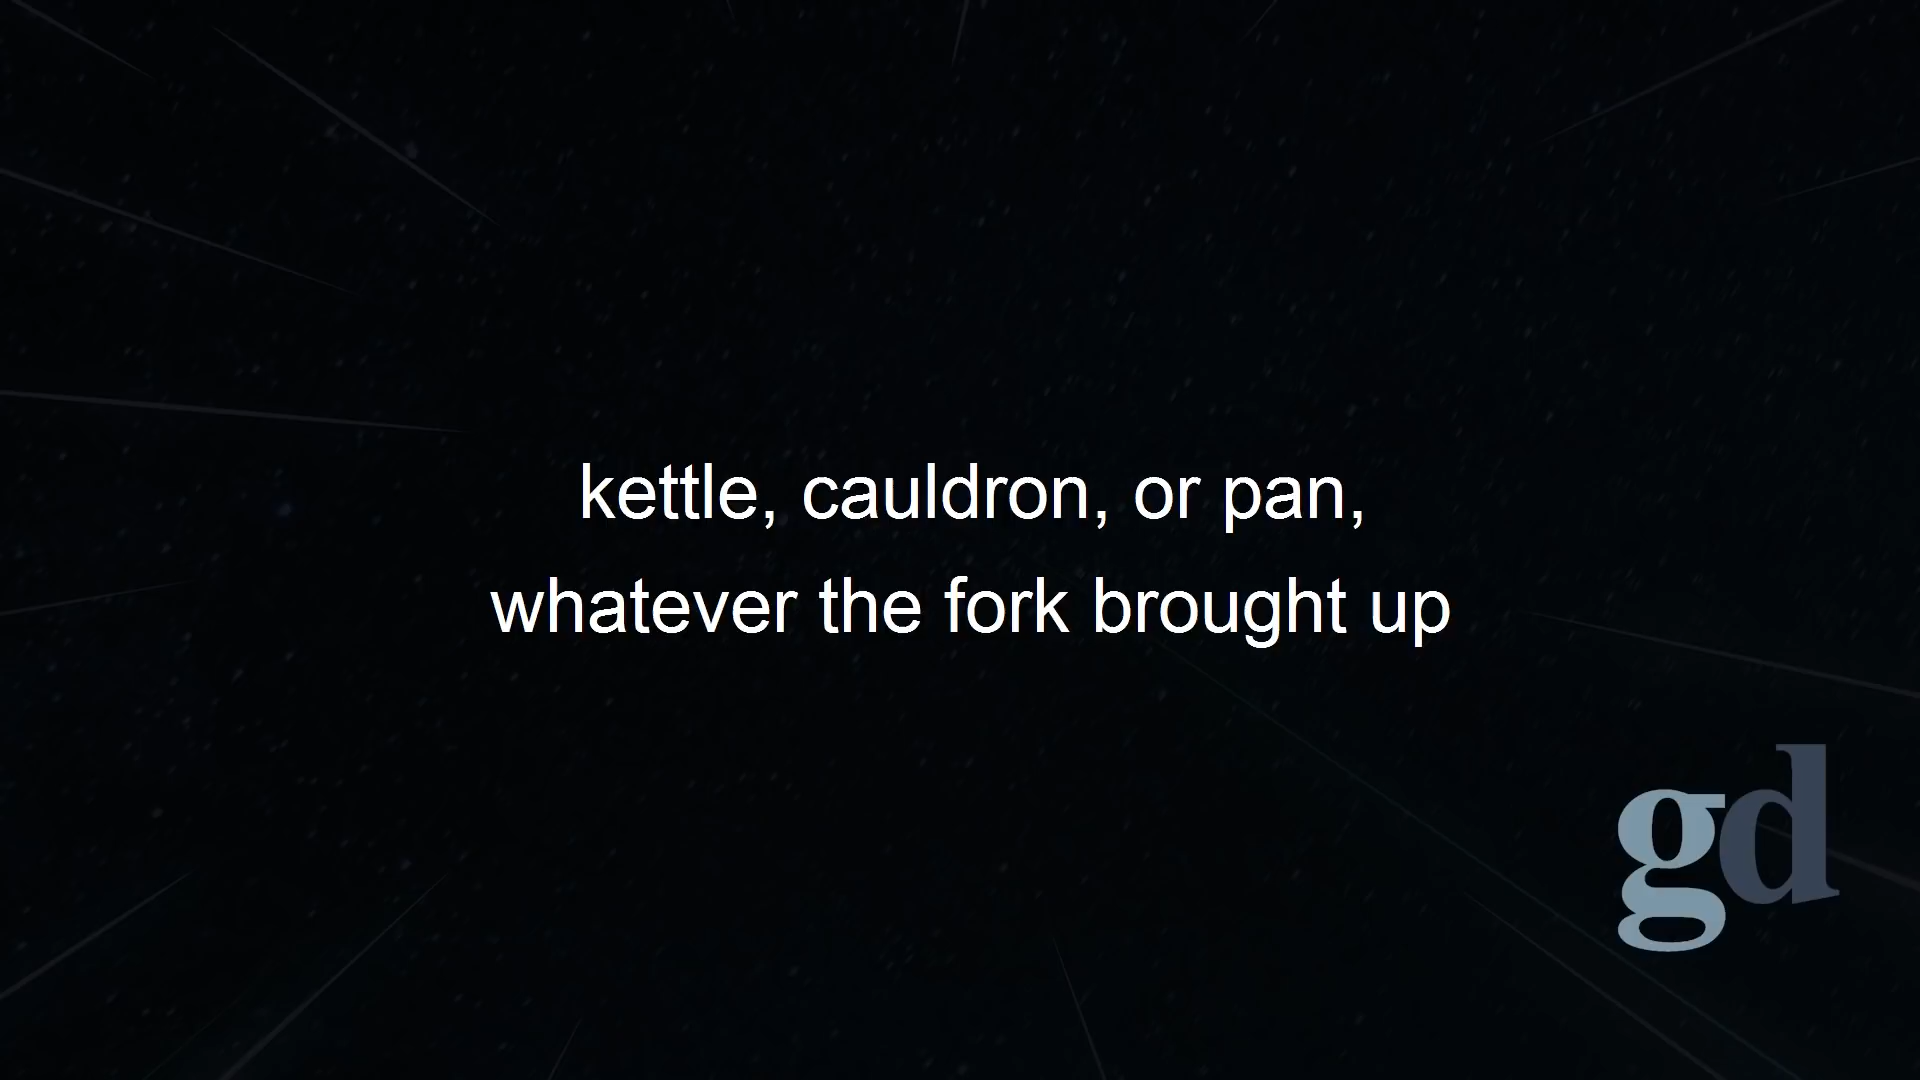 kettle, cauldron, or pan,
whatever the fork brought up
gd